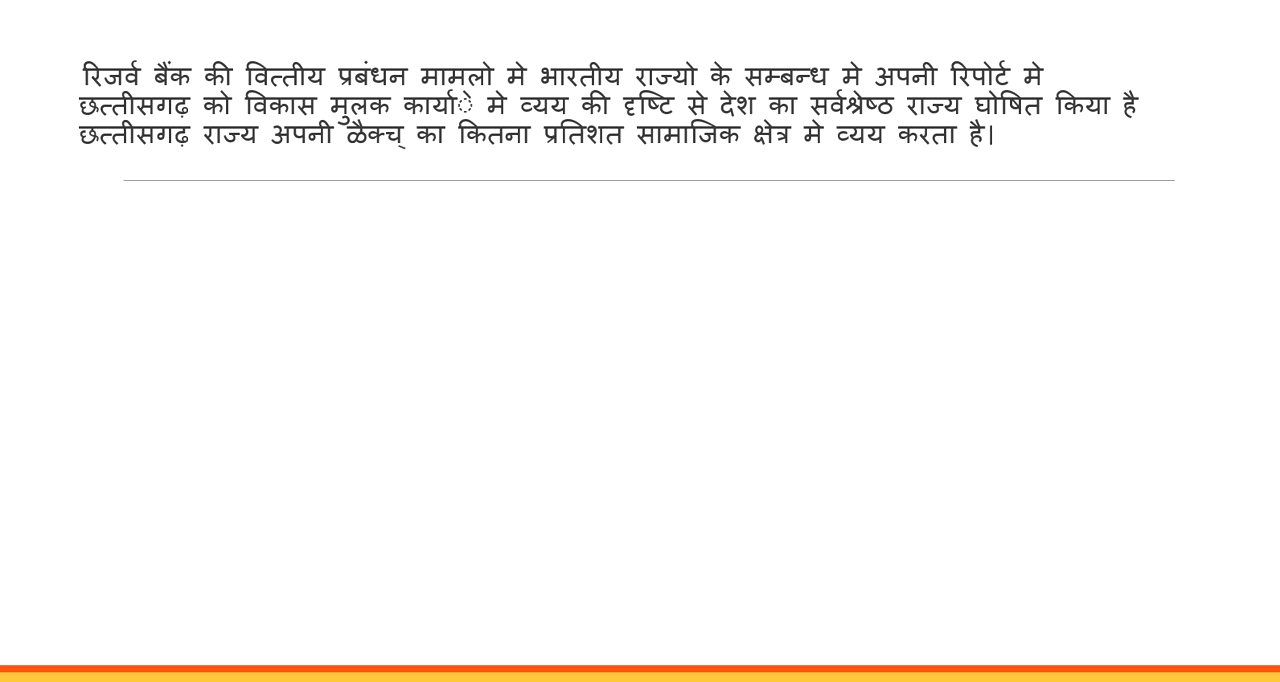 रिजर्व बैंक की वित्तीय प्रबंधन मामलो मे भारतीय राज्यो के सम्बन्ध मे अपनी रिपोर्ट मे
छत्तीसगढ़ को विकास मुलक कार्याे मे व्यय की दृष्टि से देश का सर्वश्रेष्ठ राज्य घोषित किया है
छत्तीसगढ़ राज्य अपनी ळैक्च् का कितना प्रतिशत सामाजिक क्षेत्र मे व्यय करता है|